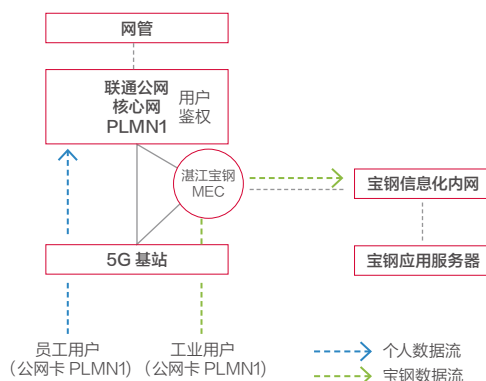 网管
联通公网
核心网
PLMN1
用户
鉴权
湛江宝钢
MEC
宝钢信息化内网
5G 基站
宝钢应用服务器
员工用户
（公网卡 PLMN1）
工业用户
（公网卡 PLMN1）
个人数据流
宝钢数据流